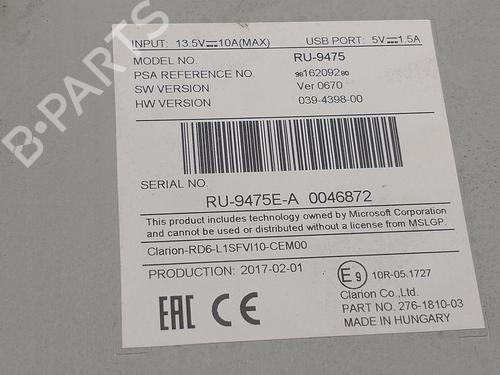 INPUT: 13.5V⎓10A(MAX) USB PORT: 5V⎓1.5A
MODEL NO. RU-9475
PSA REFERENCE NO. 9816209280
SW VERSION Ver 0670
HW VERSION 039-4398-00
SERIAL NO.
RU-9475E-A 0046872
This product includes technology owned by Microsoft Corporation
and cannot be used or distributed without a license from MSLGP.
Clarion-RD6-L1SFVI10-CEM00
PRODUCTION: 2017-02-01
E9 10R-05.1727
Clarion Co.,Ltd.
PART NO. 276-1810-03
MADE IN HUNGARY
EAC CE
B-PARTS